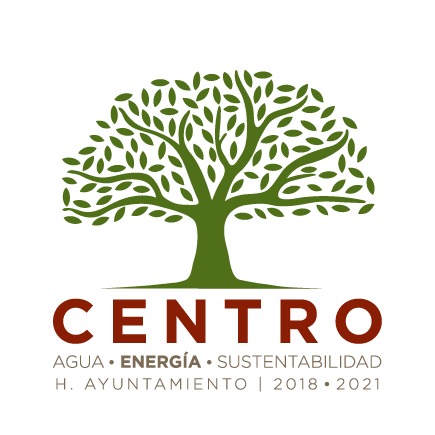 CENTRO
AGUA • ENERGÍA • SUSTENTABILIDAD
H. AYUNTAMIENTO | 2018 • 2021